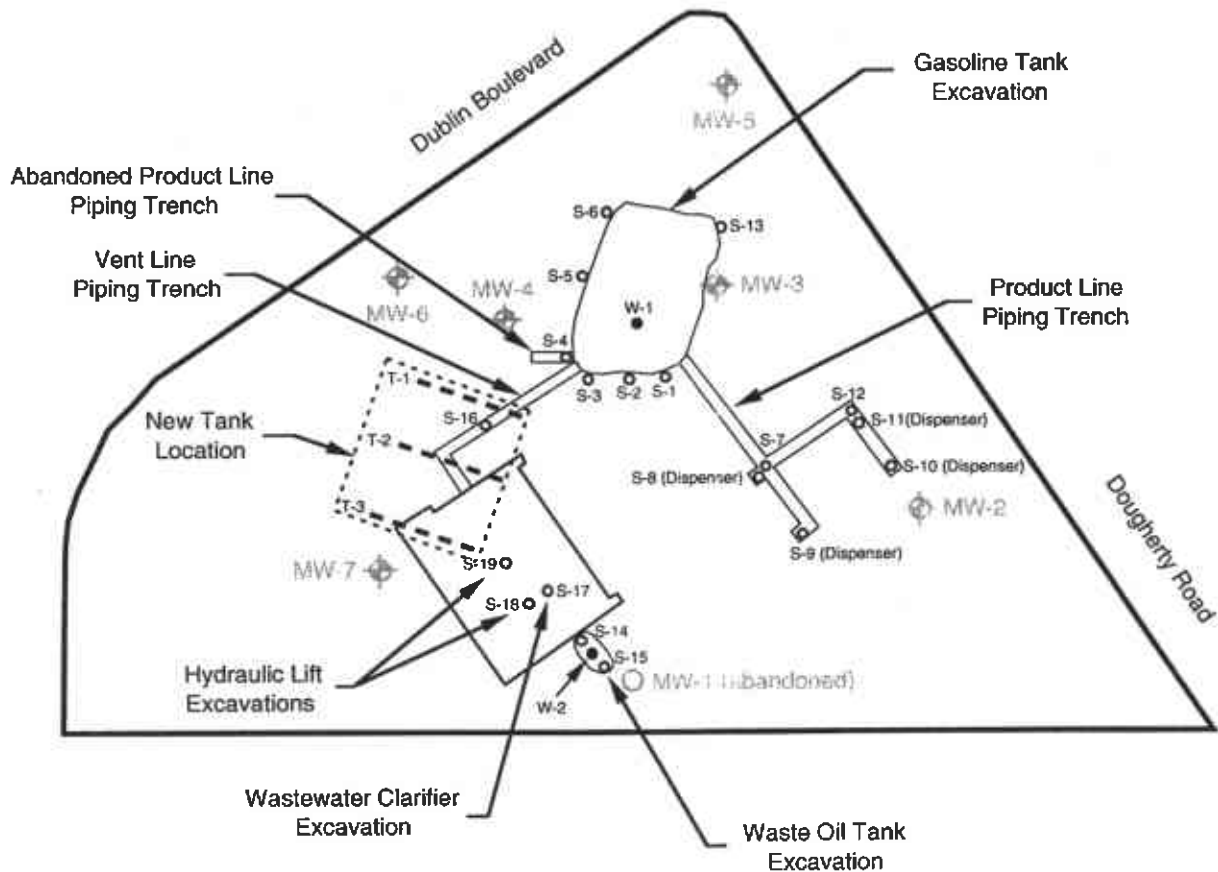 Gasoline Tank
Excavation
Dublin Boulevard
MW-5
Abandoned Product Line
Piping Trench
S-6
S-13
Vent Line
Piping Trench
S-5
MW-6
MW-4
MW-3
W-1
Product Line
Piping Trench
S-4
T-1
S-3
S-2
S-1
S-12
S-16
S-11(Dispenser)
New Tank
Location
T-2
S-7
S-8 (Dispenser)
S-10 (Dispenser)
T-3
MW-2
Dougherty Road
S-9 (Dispenser)
MW-7
S-19
S-17
S-18
S-14
S-15
Hydraulic Lift
Excavations
MW-1 (abandoned)
W-2
Wastewater Clarifier
Excavation
Waste Oil Tank
Excavation